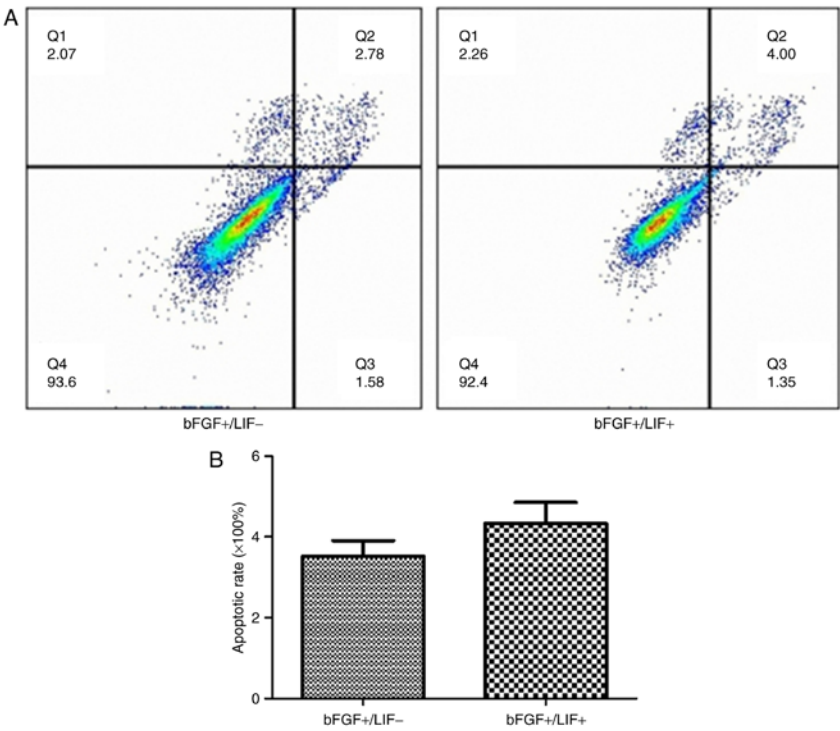 A
Q1
2.07
Q2
2.78
Q4
93.6
Q3
1.58
bFGF+/LIF−
Q1
2.26
Q2
4.00
Q4
92.4
Q3
1.35
bFGF+/LIF+
B
Apoptotic rate (×100%)
6
4
2
0
bFGF+/LIF−
bFGF+/LIF+